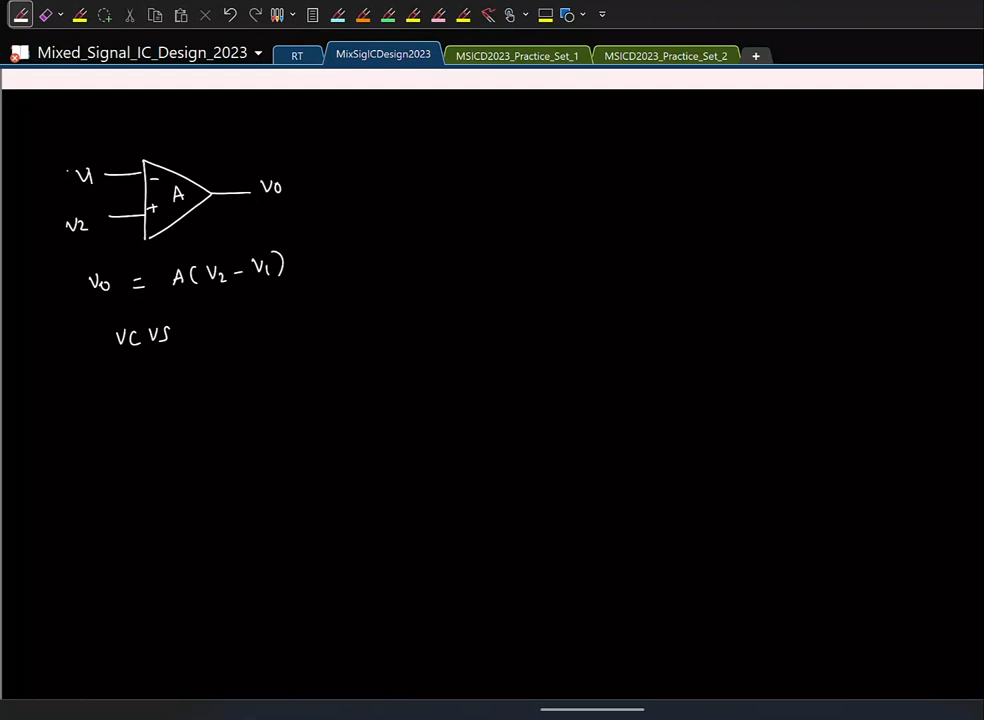 Mixed_Signal_IC_Design_2023
RT
MixSigICDesign2023
MSICD2023_Practice_Set_1
MSICD2023_Practice_Set_2
V1
-
A
V0
+
V2
V0 = A(V2 - V1)
VCVS